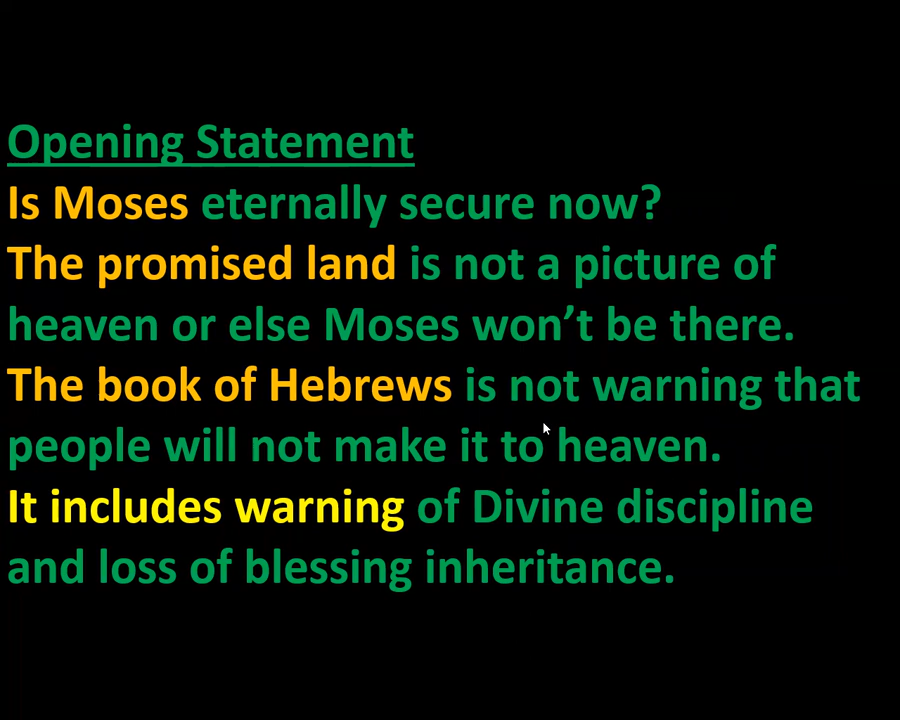 Opening Statement
Is Moses eternally secure now?
The promised land is not a picture of
heaven or else Moses won’t be there.
The book of Hebrews is not warning that
people will not make it to heaven.
It includes warning of Divine discipline
and loss of blessing inheritance.